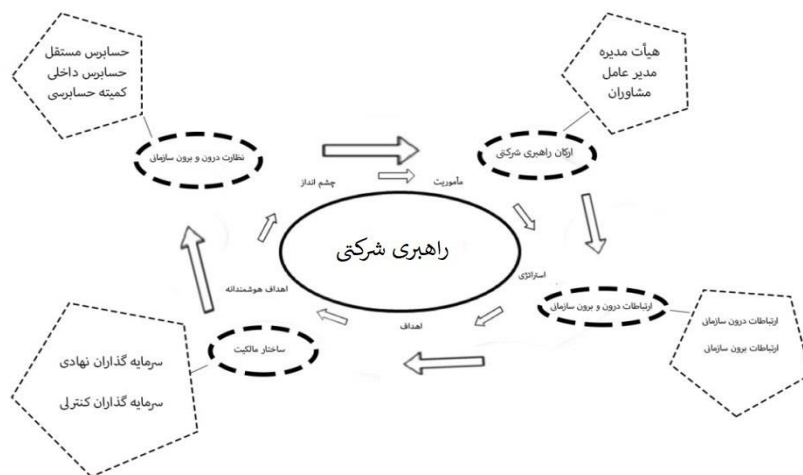 هیأت مدیره
مدیر عامل
مشاوران
حسابرس مستقل
حسابرس داخلی
کمیته حسابرسی
ارکان راهبری شرکتی
نظارت درون و برون سازمانی
مأموریت
چشم انداز
راهبری شرکتی
استراتژی
اهداف هوشمندانه
ارتباطات درون و برون سازمانی
ارتباطات درون سازمانی
ارتباطات برون سازمانی
اهداف
ساختار مالکیت
سرمایه گذاران نهادی
سرمایه گذاران کنترلی